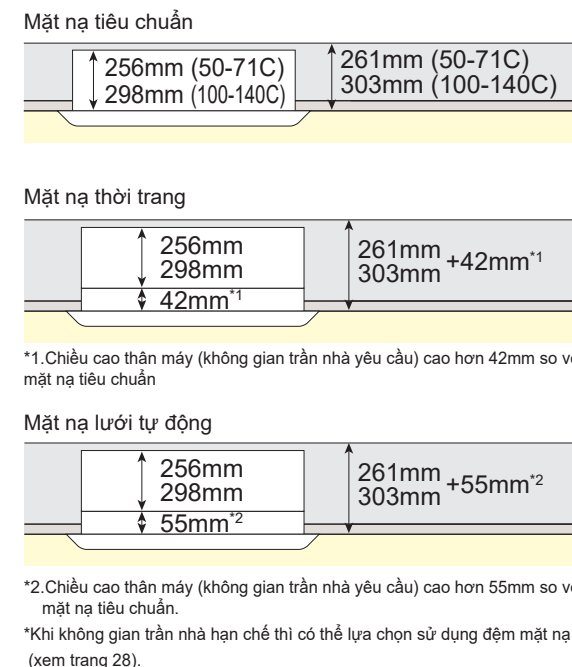 Mặt nạ tiêu chuẩn
256mm (50-71C)
298mm (100-140C)
261mm (50-71C)
303mm (100-140C)
Mặt nạ thời trang
256mm
298mm
42mm*1
261mm
303mm
+42mm*1
*1.Chiều cao thân máy (không gian trần nhà yêu cầu) cao hơn 42mm so
mặt nạ tiêu chuẩn
Mặt nạ lưới tự động
256mm
298mm
55mm*2
261mm
303mm
+55mm*2
*2.Chiều cao thân máy (không gian trần nhà yêu cầu) cao hơn 55mm so
mặt nạ tiêu chuẩn.
*Khi không gian trần nhà hạn chế thì có thể lựa chọn sử dụng đệm mặt nạ
(xem trang 28).